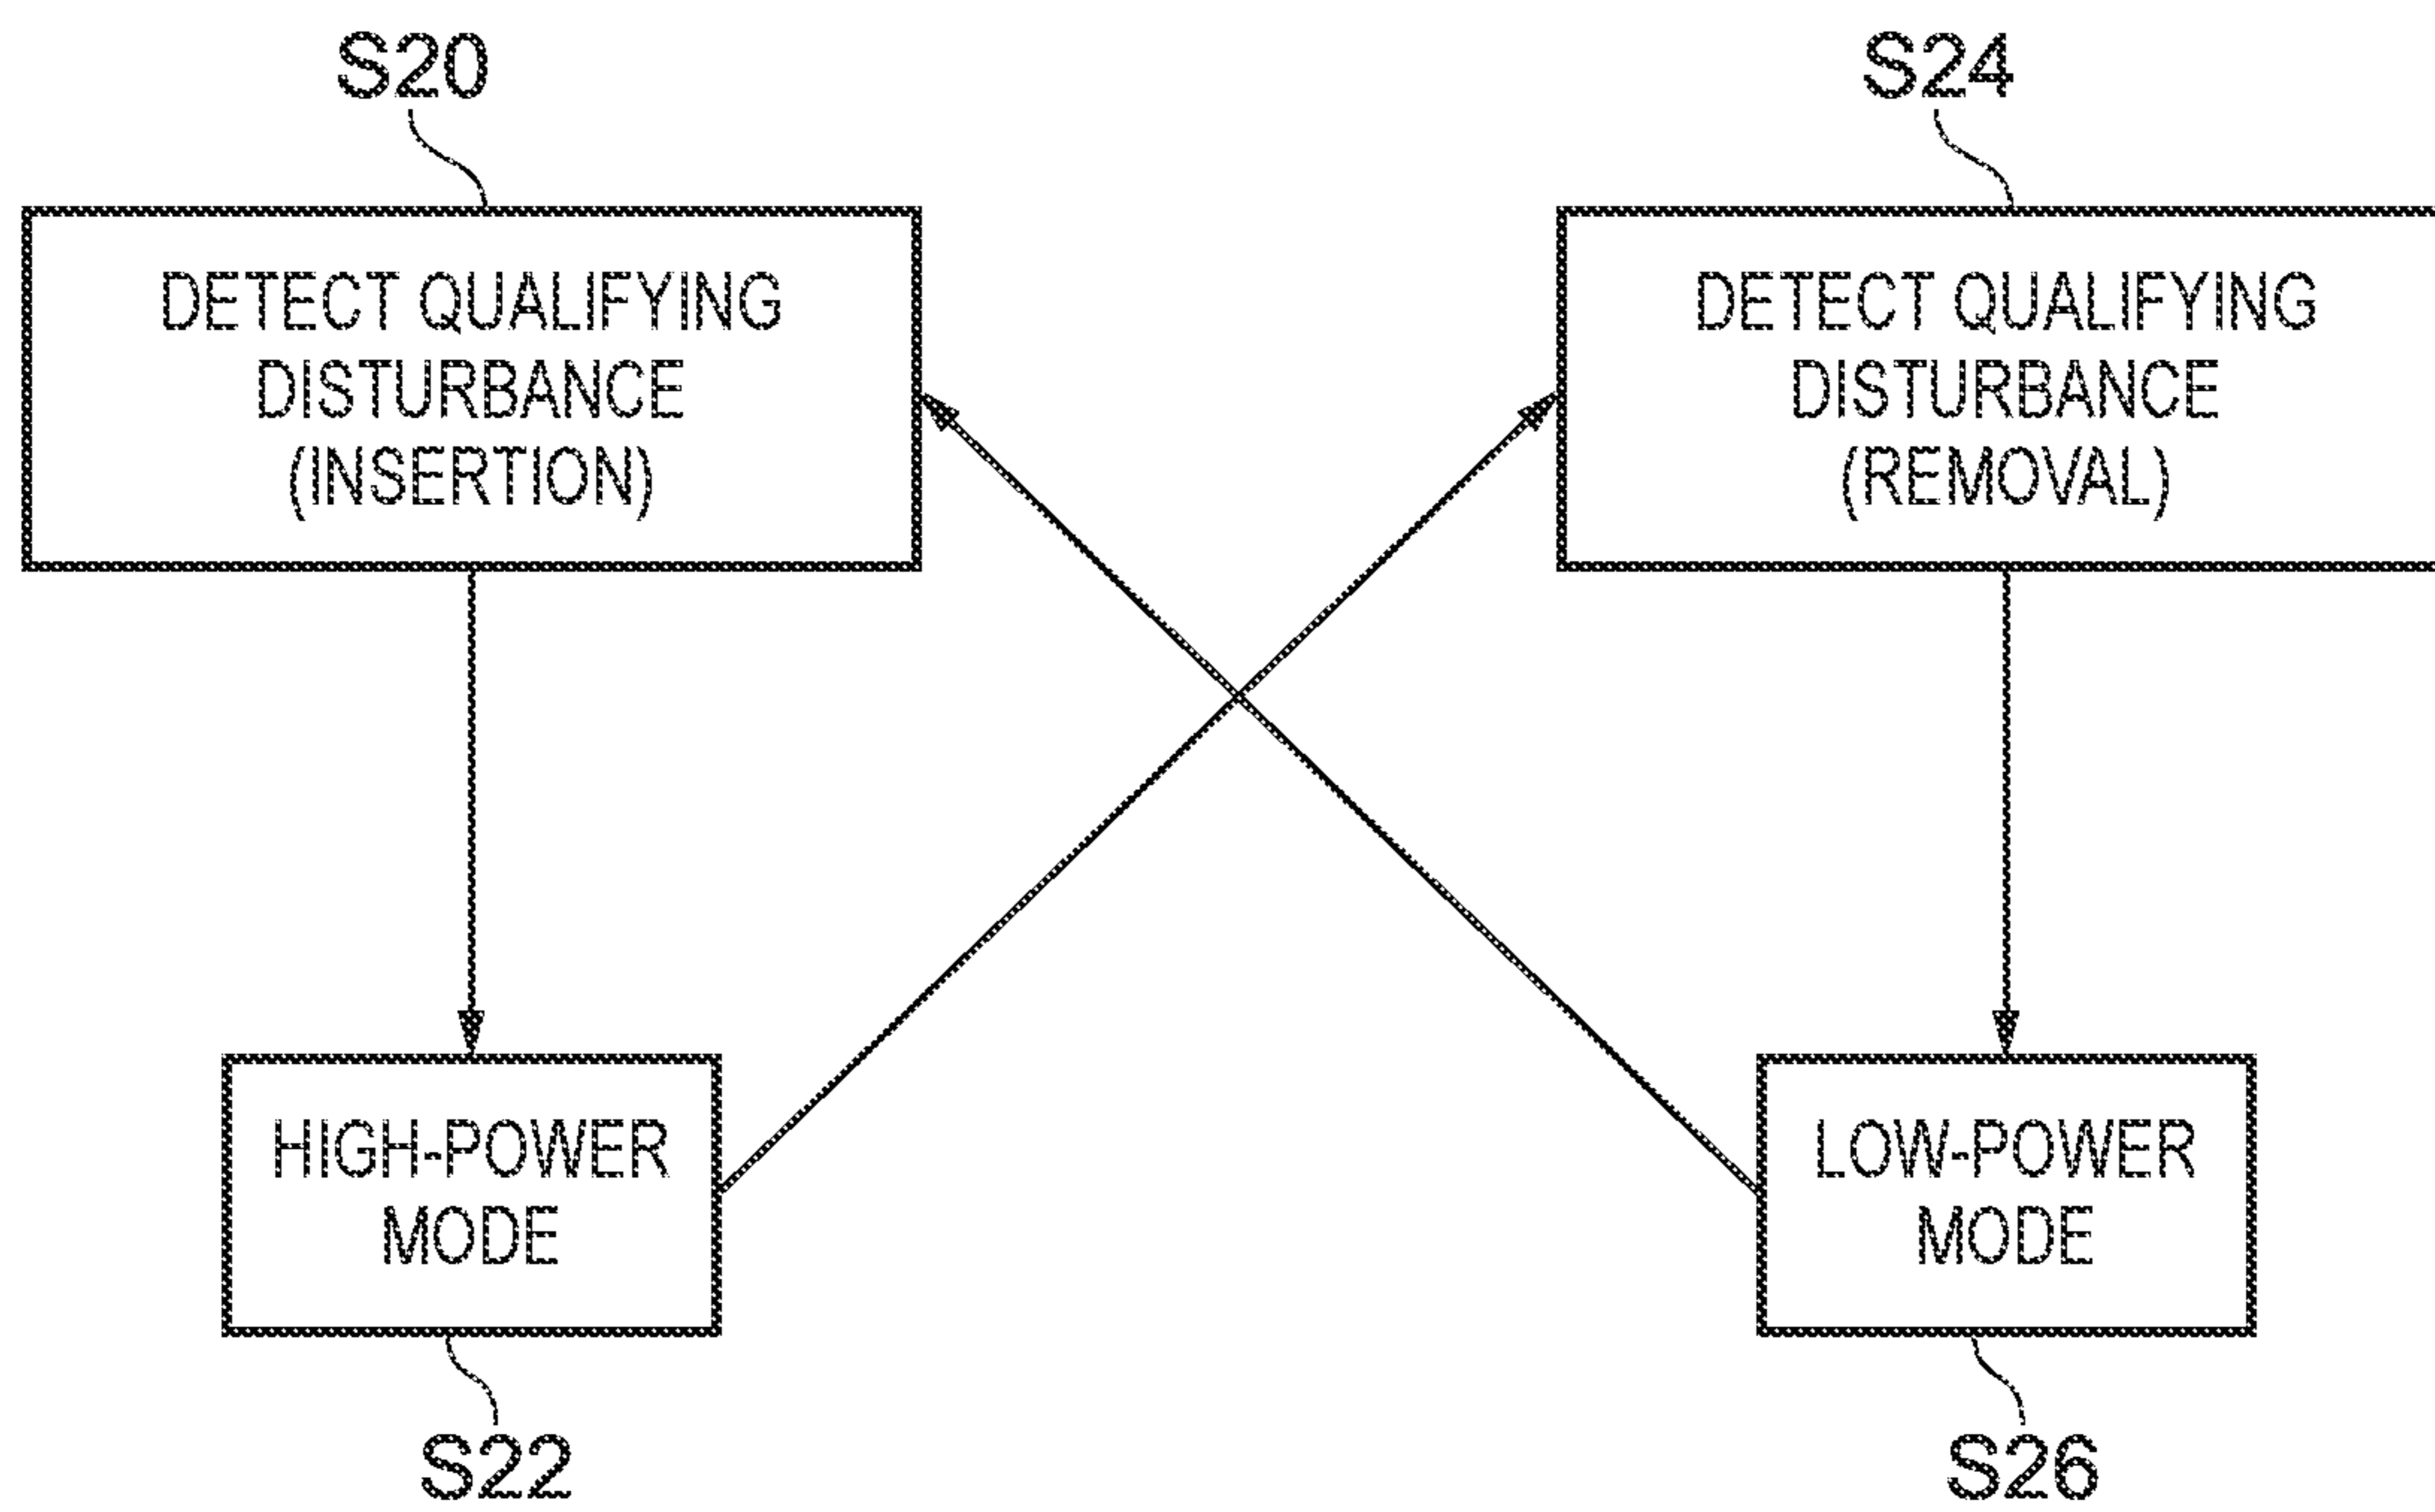 S20
DETECT QUALIFYING
DISTURBANCE
(INSERTION)
S24
DETECT QUALIFYING
DISTURBANCE
(REMOVAL)
HIGH-POWER
MODE
S22
LOW-POWER
MODE
S26